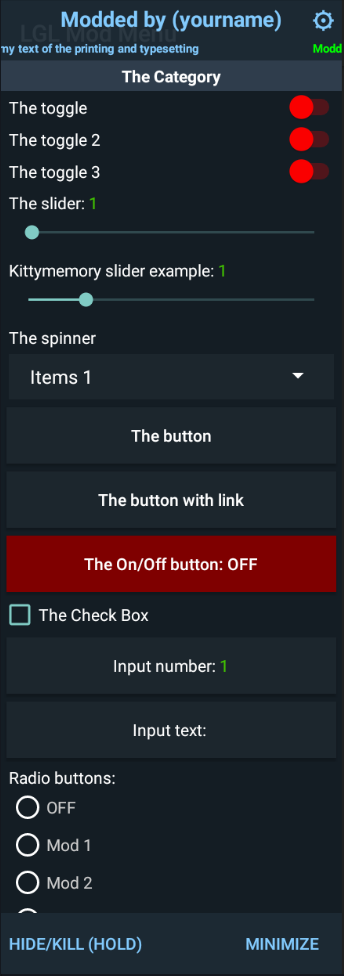 Modded by (yourname)
LGL Mod Menu
my text of the printing and typesetting
Modd
The Category
The toggle
The toggle 2
The toggle 3
The slider: 1
Kittymemory slider example: 1
The spinner
Items 1
The button
The button with link
The On/Off button: OFF
The Check Box
Input number: 1
Input text:
Radio buttons:
OFF
Mod 1
Mod 2
HIDE/KILL (HOLD)
MINIMIZE